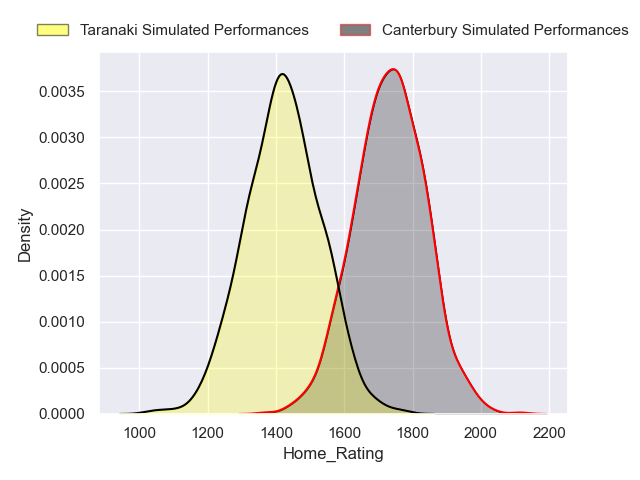 Taranaki Simulated Performances Canterbury Simulated Performances
0.0035
0.0030
0.0025
0.0020
0.0015
0.0010
0.0005
0.0000
Density
1000 1200 1400 1600 1800 2000 2200
Home_Rating